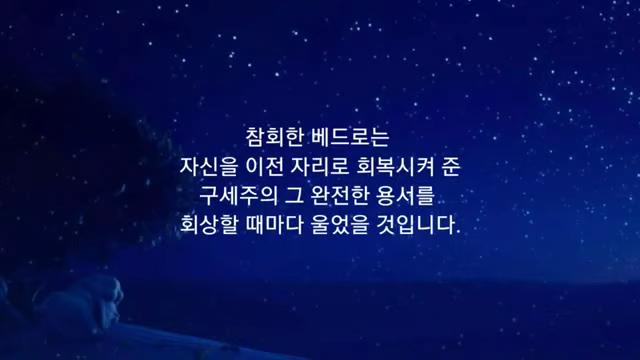 참회한 베드로는
자신을 이전 자리로 회복시켜 준
구세주의 그 완전한 용서를
회상할 때마다 울었을 것입니다.